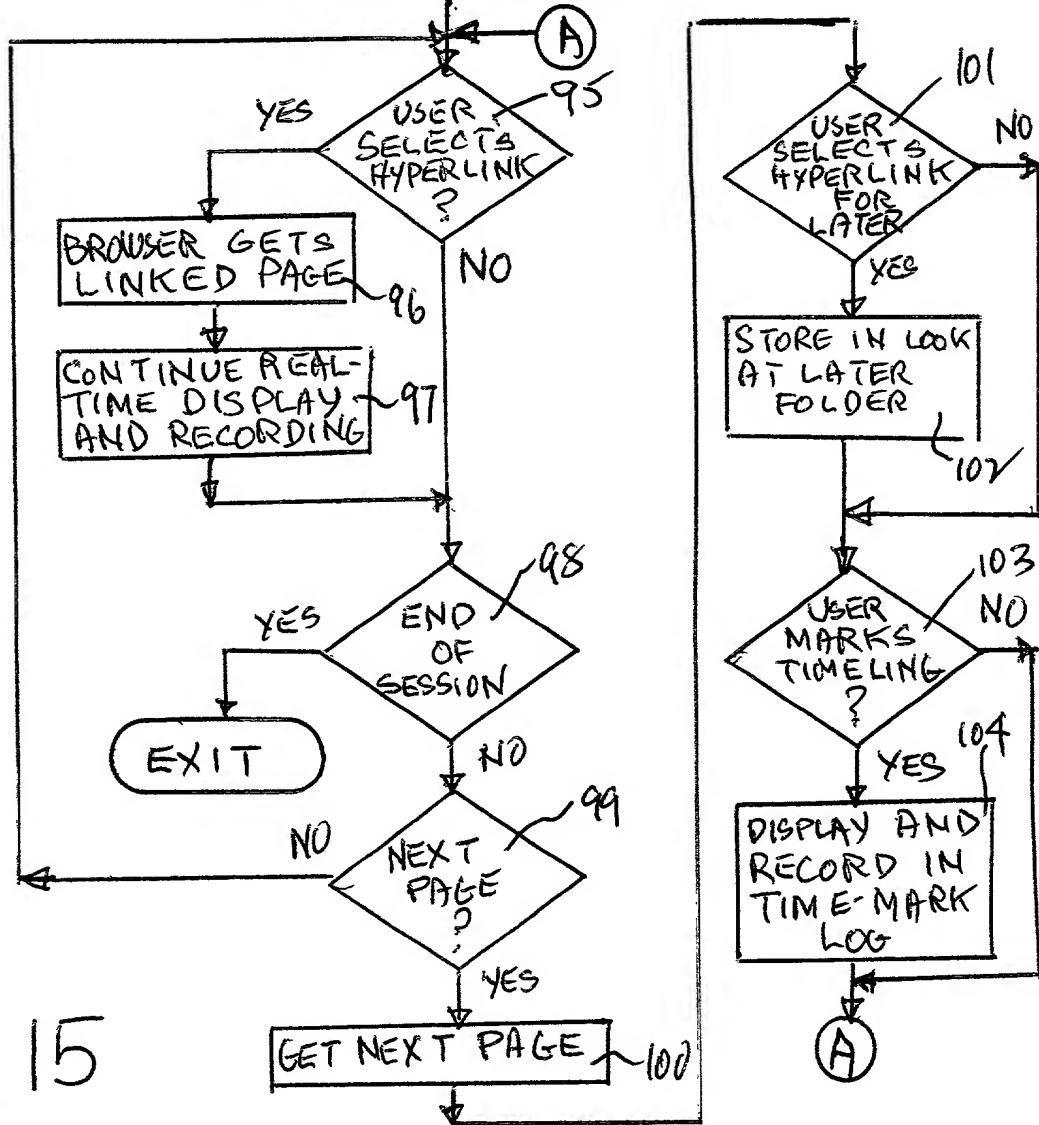 A
95
YES
USER
SELECTS
HYPERLINK
?
BROWSER GETS
LINKED PAGE
96
NO
CONTINUE REAL-
TIME DISPLAY
AND RECORDING
97
98
YES
END
OF
SESSION
EXIT
NO
99
NO
NEXT
PAGE
?
YES
GET NEXT PAGE
100
15
101
USER
SELECTS
HYPERLINK
FOR
LATER
NO
YES
STORE IN LOOK
AT LATER
FOLDER
102
103
USER
MARKS
TIMELING
?
NO
YES
104
DISPLAY AND
RECORD IN
TIME-MARK
LOG
A